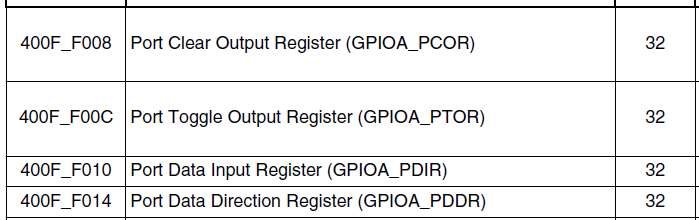 400F_F008 Port Clear Output Register (GPIOA_PCOR) 32
400F_F00C Port Toggle Output Register (GPIOA_PTOR) 32
400F_F010 Port Data Input Register (GPIOA_PDIR) 32
400F_F014 Port Data Direction Register (GPIOA_PDDR) 32